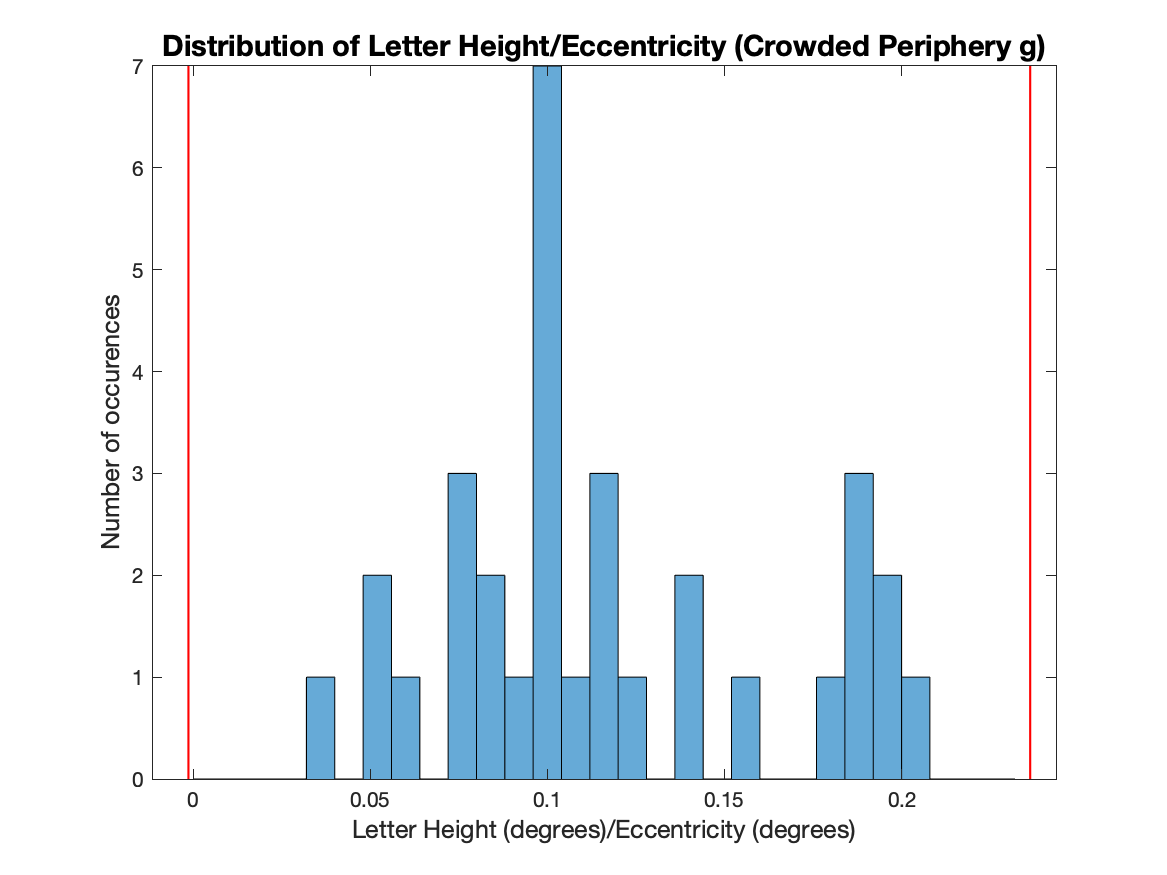 Distribution of Letter Height/Eccentricity (Crowded Periphery g)
7
6
5
4
3
2
1
0
Number of occurences
0 0.05 0.1 0.15 0.2
Letter Height (degrees)/Eccentricity (degrees)